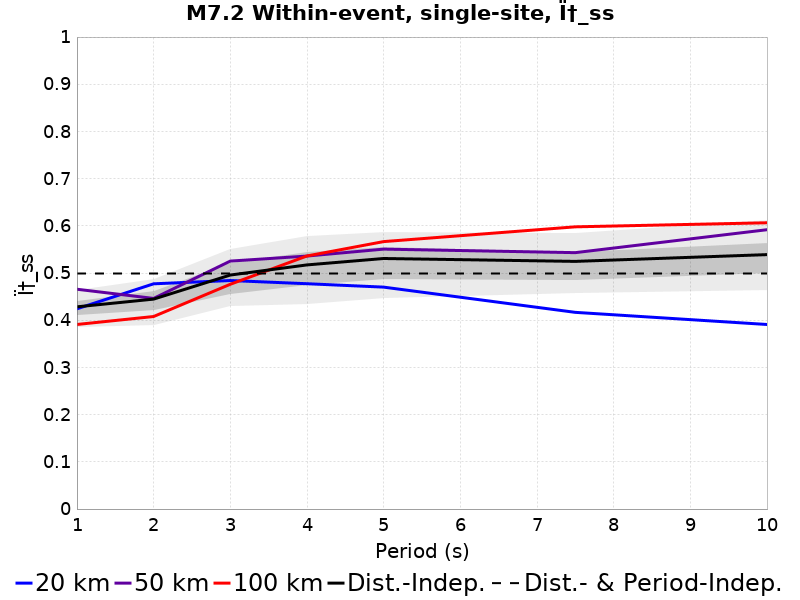 M7.2 Within-event, single-site, Ï†_ss
Ï†_ss
1
0.9
0.8
0.7
0.6
0.5
0.4
0.3
0.2
0.1
0
1 2 3 4 5 6 7 8 9 10
Period (s)
20 km 50 km 100 km Dist.-Indep. Dist.- & Period-Indep.